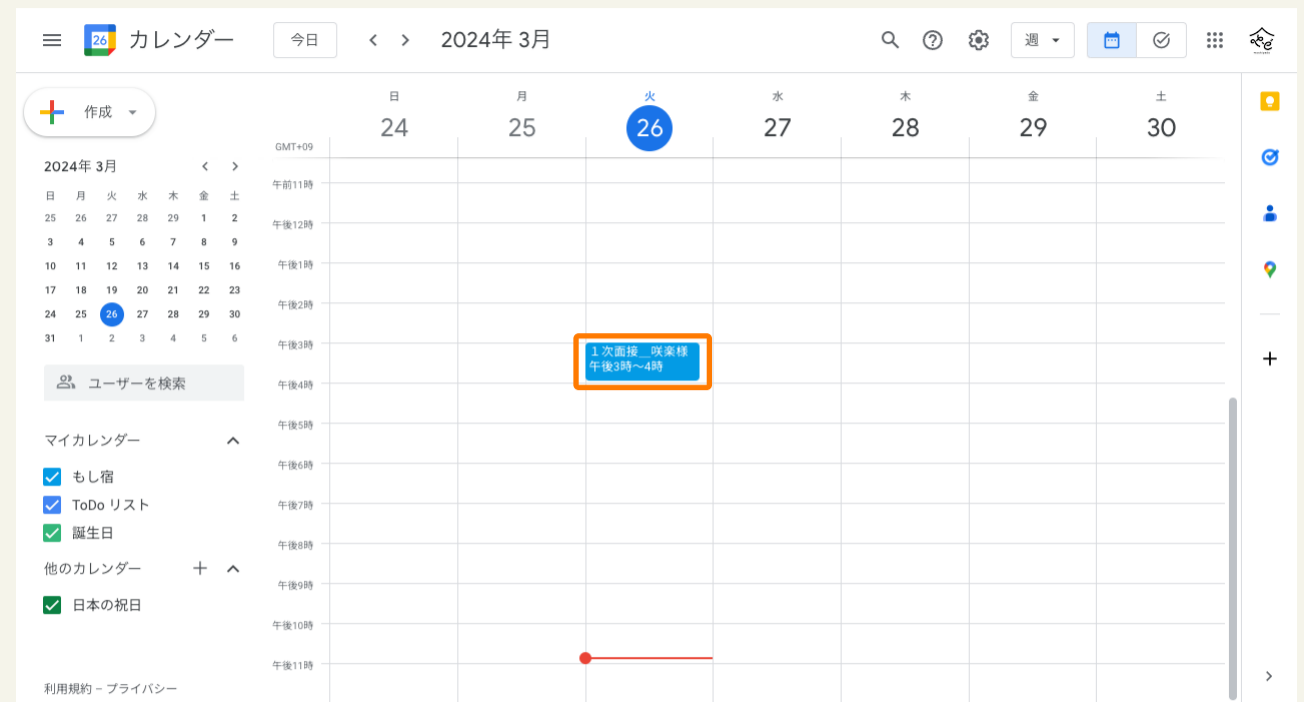 26 カレンダー 今日 2024年 3月 週
作成
2024年 3月
日 月 火 水 木 金 土
25 26 27 28 29 1 2
3 4 5 6 7 8 9
10 11 12 13 14 15 16
17 18 19 20 21 22 23
24 25 26 27 28 29 30
31 1 2 3 4 5 6
ユーザーを検索
マイカレンダー
もし宿
ToDo リスト
誕生日
他のカレンダー
日本の祝日
利用規約 – プライバシー
日 月 火 水 木 金 土
24 25 26 27 28 29 30
GMT+09
午前11時
午後12時
午後1時
午後2時
午後3時
１次面接__咲楽様
午後3時～4時
午後4時
午後5時
午後6時
午後7時
午後8時
午後9時
午後10時
午後11時